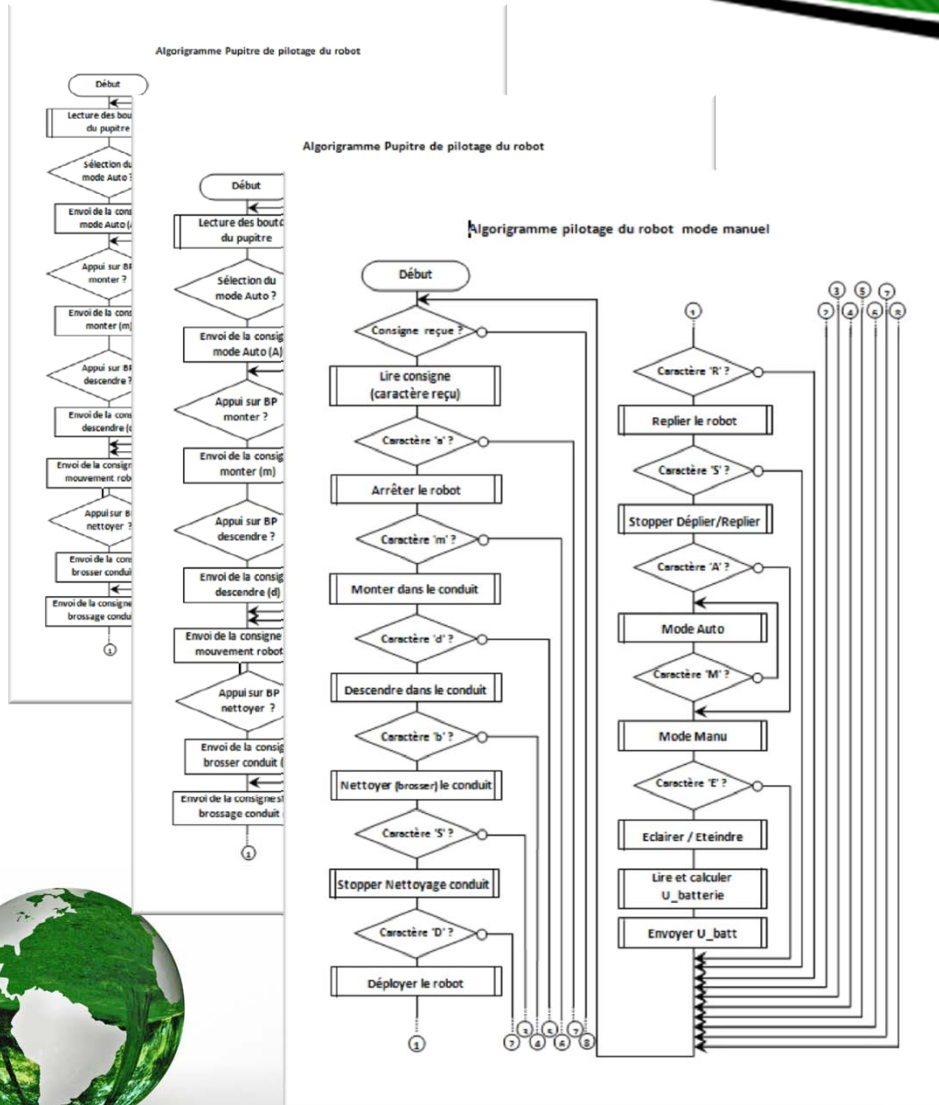 Algorigramme Pupitre de pilotage du robot
Début
Lecture des bou
du pupitre
Sélection du
mode Auto ?
Envoi de la cons
mode Auto (
Appui sur BP
monter ?
Envoi de la cons
monter (m)
Appui sur BP
descendre ?
Envoi de la cons
descendre (
Envoi de la consign
mouvement rob
Appui sur B
nettoyer ?
Envoi de la cons
brosser condui
Envoi de la consigne
brossage condu
1
Algorigramme Pupitre de pilotage du robot
Début
Lecture des bouto
du pupitre
Sélection du
mode Auto ?
Envoi de la consig
mode Auto (A)
Appui sur BP
monter ?
Envoi de la consig
monter (m)
Appui sur BP
descendre ?
Envoi de la consig
descendre (d)
Envoi de la consigne
mouvement robot
Appui sur BP
nettoyer ?
Envoi de la consig
brosser conduit (
Envoi de la consigne s
brossage conduit
1
Algorigramme pilotage du robot mode manuel
Début
Consigne reçue ?
Lire consigne
(caractère reçu)
Caractère 'a' ?
Arrêter le robot
Caractère 'm' ?
Monter dans le conduit
Caractère 'd' ?
Descendre dans le conduit
Caractère 'b' ?
Nettoyer (brosser) le conduit
Caractère 'S' ?
Stopper Nettoyage conduit
Caractère 'D' ?
Déployer le robot
1
2 3 4 5 6 7 8
1
2 3 4 5 6 7 8
Caractère 'R' ?
Replier le robot
Caractère 'S' ?
Stopper Déplier/Replier
Caractère 'A' ?
Mode Auto
Caractère 'M' ?
Mode Manu
Caractère 'E' ?
Eclairer / Eteindre
Lire et calculer
U_batterie
Envoyer U_batt